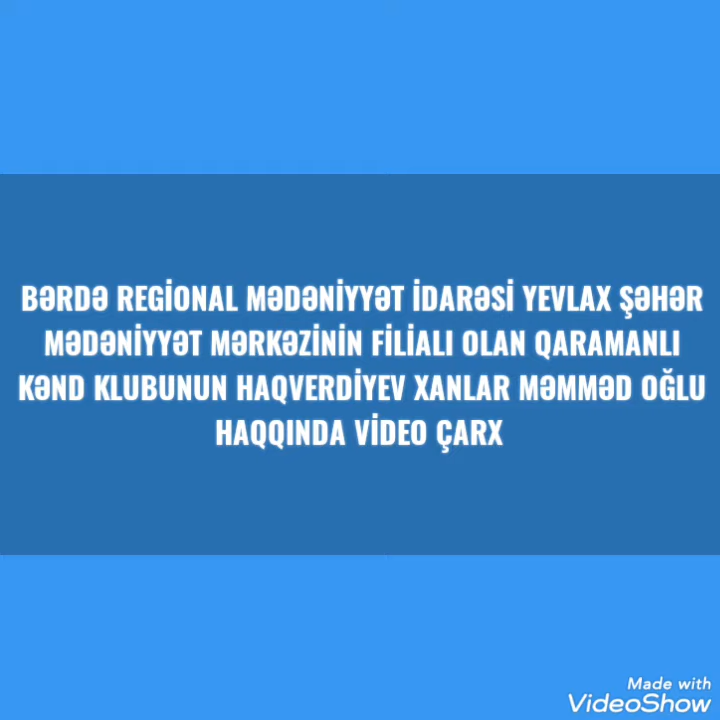 BƏRDƏ REGİONAL MƏDƏNİYYƏT İDARƏSİ YEVLAX ŞƏHƏR
MƏDƏNİYYƏT MƏRKƏZİNİN FİLİALI OLAN QARAMANLI
KƏND KLUBUNUN HAQVERDİYEV XANLAR MƏMMƏD OĞLU
HAQQINDA VİDEO ÇARX
Made with
VideoShow